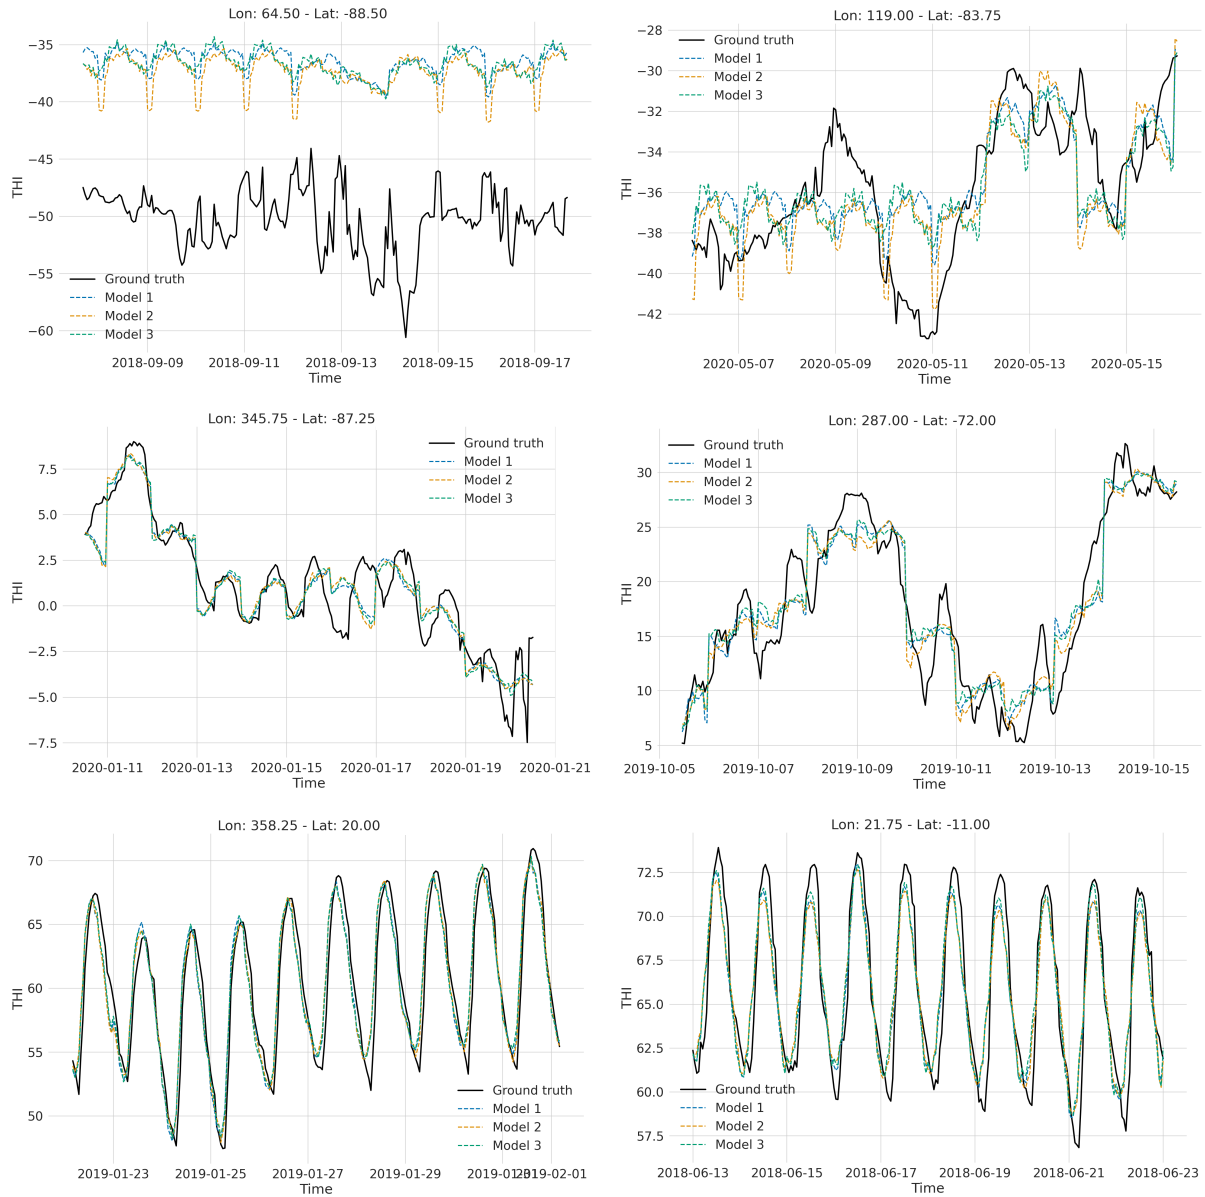 Lon: 64.50 - Lat: -88.50
−35
−40
−45
−50
−55
−60
THI
Ground truth
Model 1
Model 2
Model 3
2018-09-09 2018-09-11 2018-09-13 2018-09-15 2018-09-17
Time
Lon: 119.00 - Lat: -83.75
−28
−30
−32
−34
−36
−38
−40
−42
THI
Ground truth
Model 1
Model 2
Model 3
2020-05-07 2020-05-09 2020-05-11 2020-05-13 2020-05-15
Time
Lon: 345.75 - Lat: -87.25
7.5
5.0
2.5
0.0
−2.5
−5.0
−7.5
THI
Ground truth
Model 1
Model 2
Model 3
2020-01-11 2020-01-13 2020-01-15 2020-01-17 2020-01-19 2020-01-21
Time
Lon: 287.00 - Lat: -72.00
30
25
20
15
10
5
THI
Ground truth
Model 1
Model 2
Model 3
2019-10-05 2019-10-07 2019-10-09 2019-10-11 2019-10-13 2019-10-15
Time
Lon: 358.25 - Lat: 20.00
70
65
60
55
50
THI
Ground truth
Model 1
Model 2
Model 3
2019-01-23 2019-01-25 2019-01-27 2019-01-29 2019-01-31 2019-02-01
Time
Lon: 21.75 - Lat: -11.00
72.5
70.0
67.5
65.0
62.5
60.0
57.5
THI
Ground truth
Model 1
Model 2
Model 3
2018-06-13 2018-06-15 2018-06-17 2018-06-19 2018-06-21 2018-06-23
Time